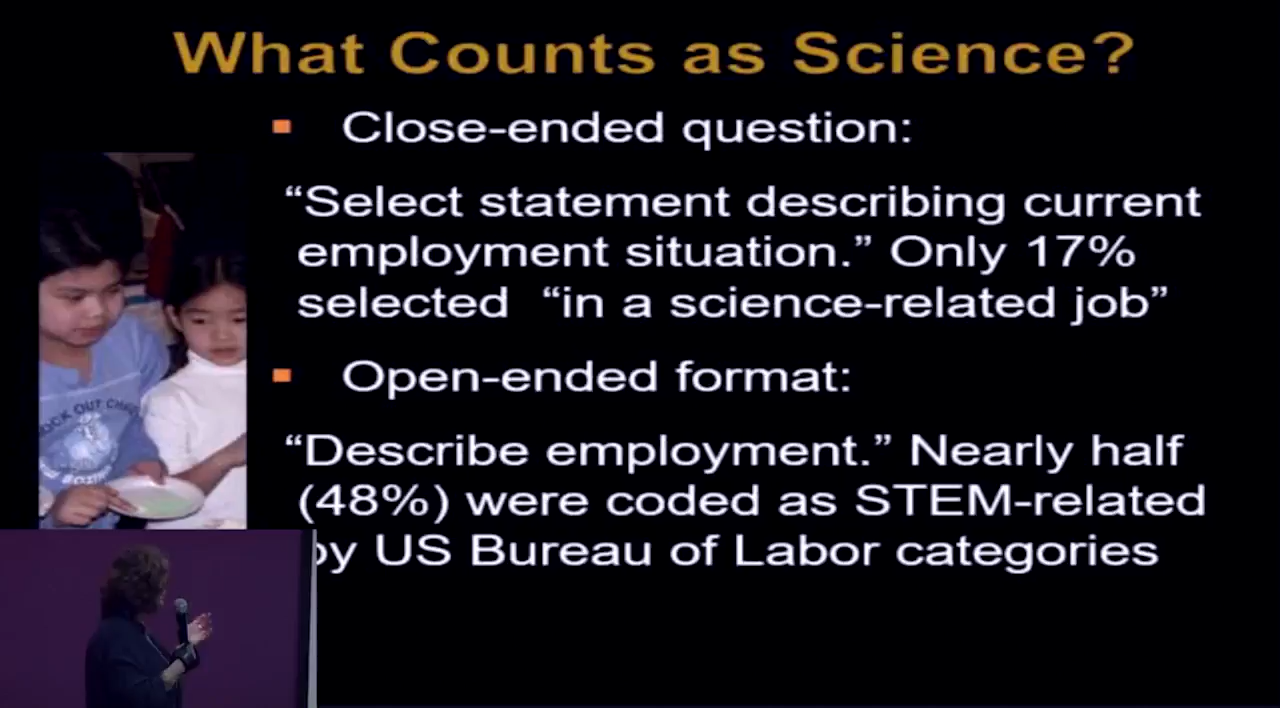 What Counts as Science?
▪ Close-ended question:
“Select statement describing current
employment situation.” Only 17%
selected “in a science-related job”
▪ Open-ended format:
“Describe employment.” Nearly half
(48%) were coded as STEM-related
by US Bureau of Labor categories
OCK OUT